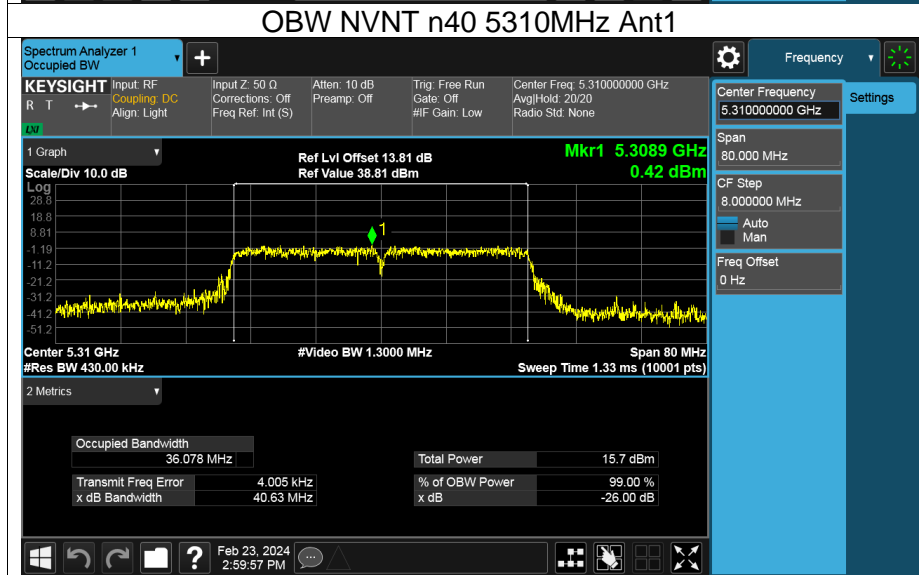 OBW NVNT n40 5310MHz Ant1
Spectrum Analyzer 1
Occupied BW
+
Frequency
KEYSIGHT
R T
LXI
Input: RF
Coupling: DC
Align: Light
Input Z: 50 Ω
Corrections: Off
Freq Ref: Int (S)
Atten: 10 dB
Preamp: Off
Trig: Free Run
Gate: Off
#IF Gain: Low
Center Freq: 5.310000000 GHz
Avg|Hold: 20/20
Radio Std: None
Center Frequency
5.310000000 GHz
Settings
Span
80.000 MHz
CF Step
8.000000 MHz
Auto
Man
Freq Offset
0 Hz
1 Graph
Scale/Div 10.0 dB
Ref Lvl Offset 13.81 dB
Ref Value 38.81 dBm
Mkr1 5.3089 GHz
0.42 dBm
Log
28.8
18.8
8.81
-1.19
-11.2
-21.2
-31.2
-41.2
-51.2
1
Center 5.31 GHz
#Res BW 430.00 kHz
#Video BW 1.3000 MHz
Span 80 MHz
Sweep Time 1.33 ms (10001 pts)
2 Metrics
Occupied Bandwidth
36.078 MHz
Total Power 15.7 dBm
Transmit Freq Error 4.005 kHz
% of OBW Power 99.00 %
x dB Bandwidth 40.63 MHz
x dB -26.00 dB
?
Feb 23, 2024
2:59:57 PM